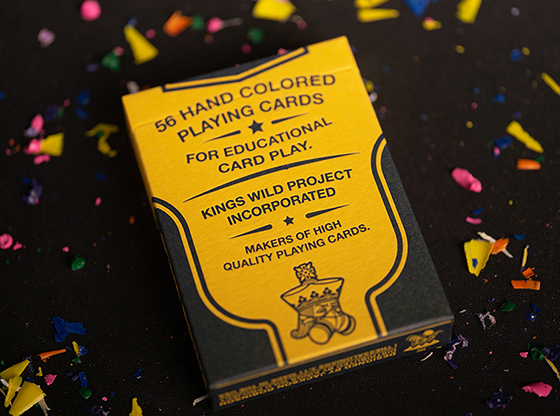 56 HAND COLORED
PLAYING CARDS
FOR EDUCATIONAL
CARD PLAY.
KINGS WILD PROJECT
INCORPORATED
MAKERS OF HIGH
QUALITY PLAYING CARDS.